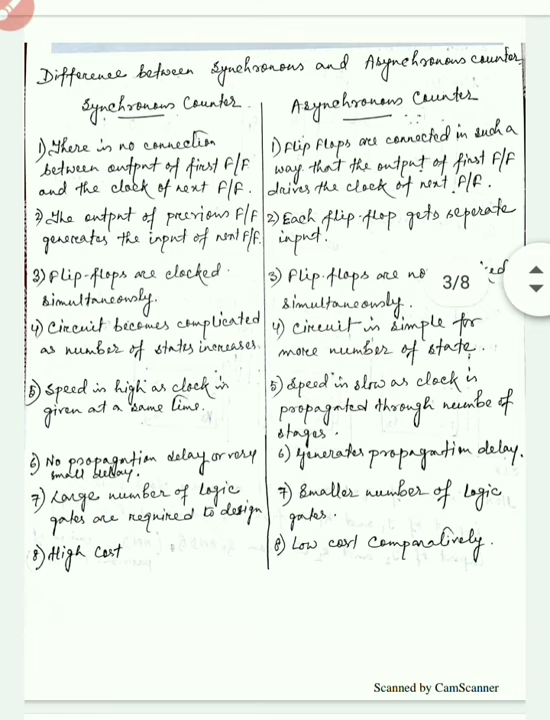 Difference between Synchronous and Asynchronous counter.
Synchronous Counter.
1) There is no connection
between output of first F/F
and the clock of next F/F.
2) The output of previous F/F
generates the input of next F/F.
3) Flip-flops are clocked
simultaneously.
4) Circuit becomes complicated
as number of states increases.
5) Speed is high as clock is
given at a same time.
6) No propagation delay or very
small delay.
7) Large number of Logic
gates are required to design
8) High Cost
Asynchronous Counter
1) Flip Flops are connected in such a
way that the output of first F/F
drives the clock of next F/F.
2) Each flip-flop gets seperate
input.
3) Flip-flops are no ed
simultaneously.
4) Circuit is simple for
more number of state.
5) Speed is slow as clock is
propagated through numbe of
stages.
6) Generates propagation delay.
7) Smaller number of Logic
gates.
8) Low cost Comparatively.
3/8
Scanned by CamScanner